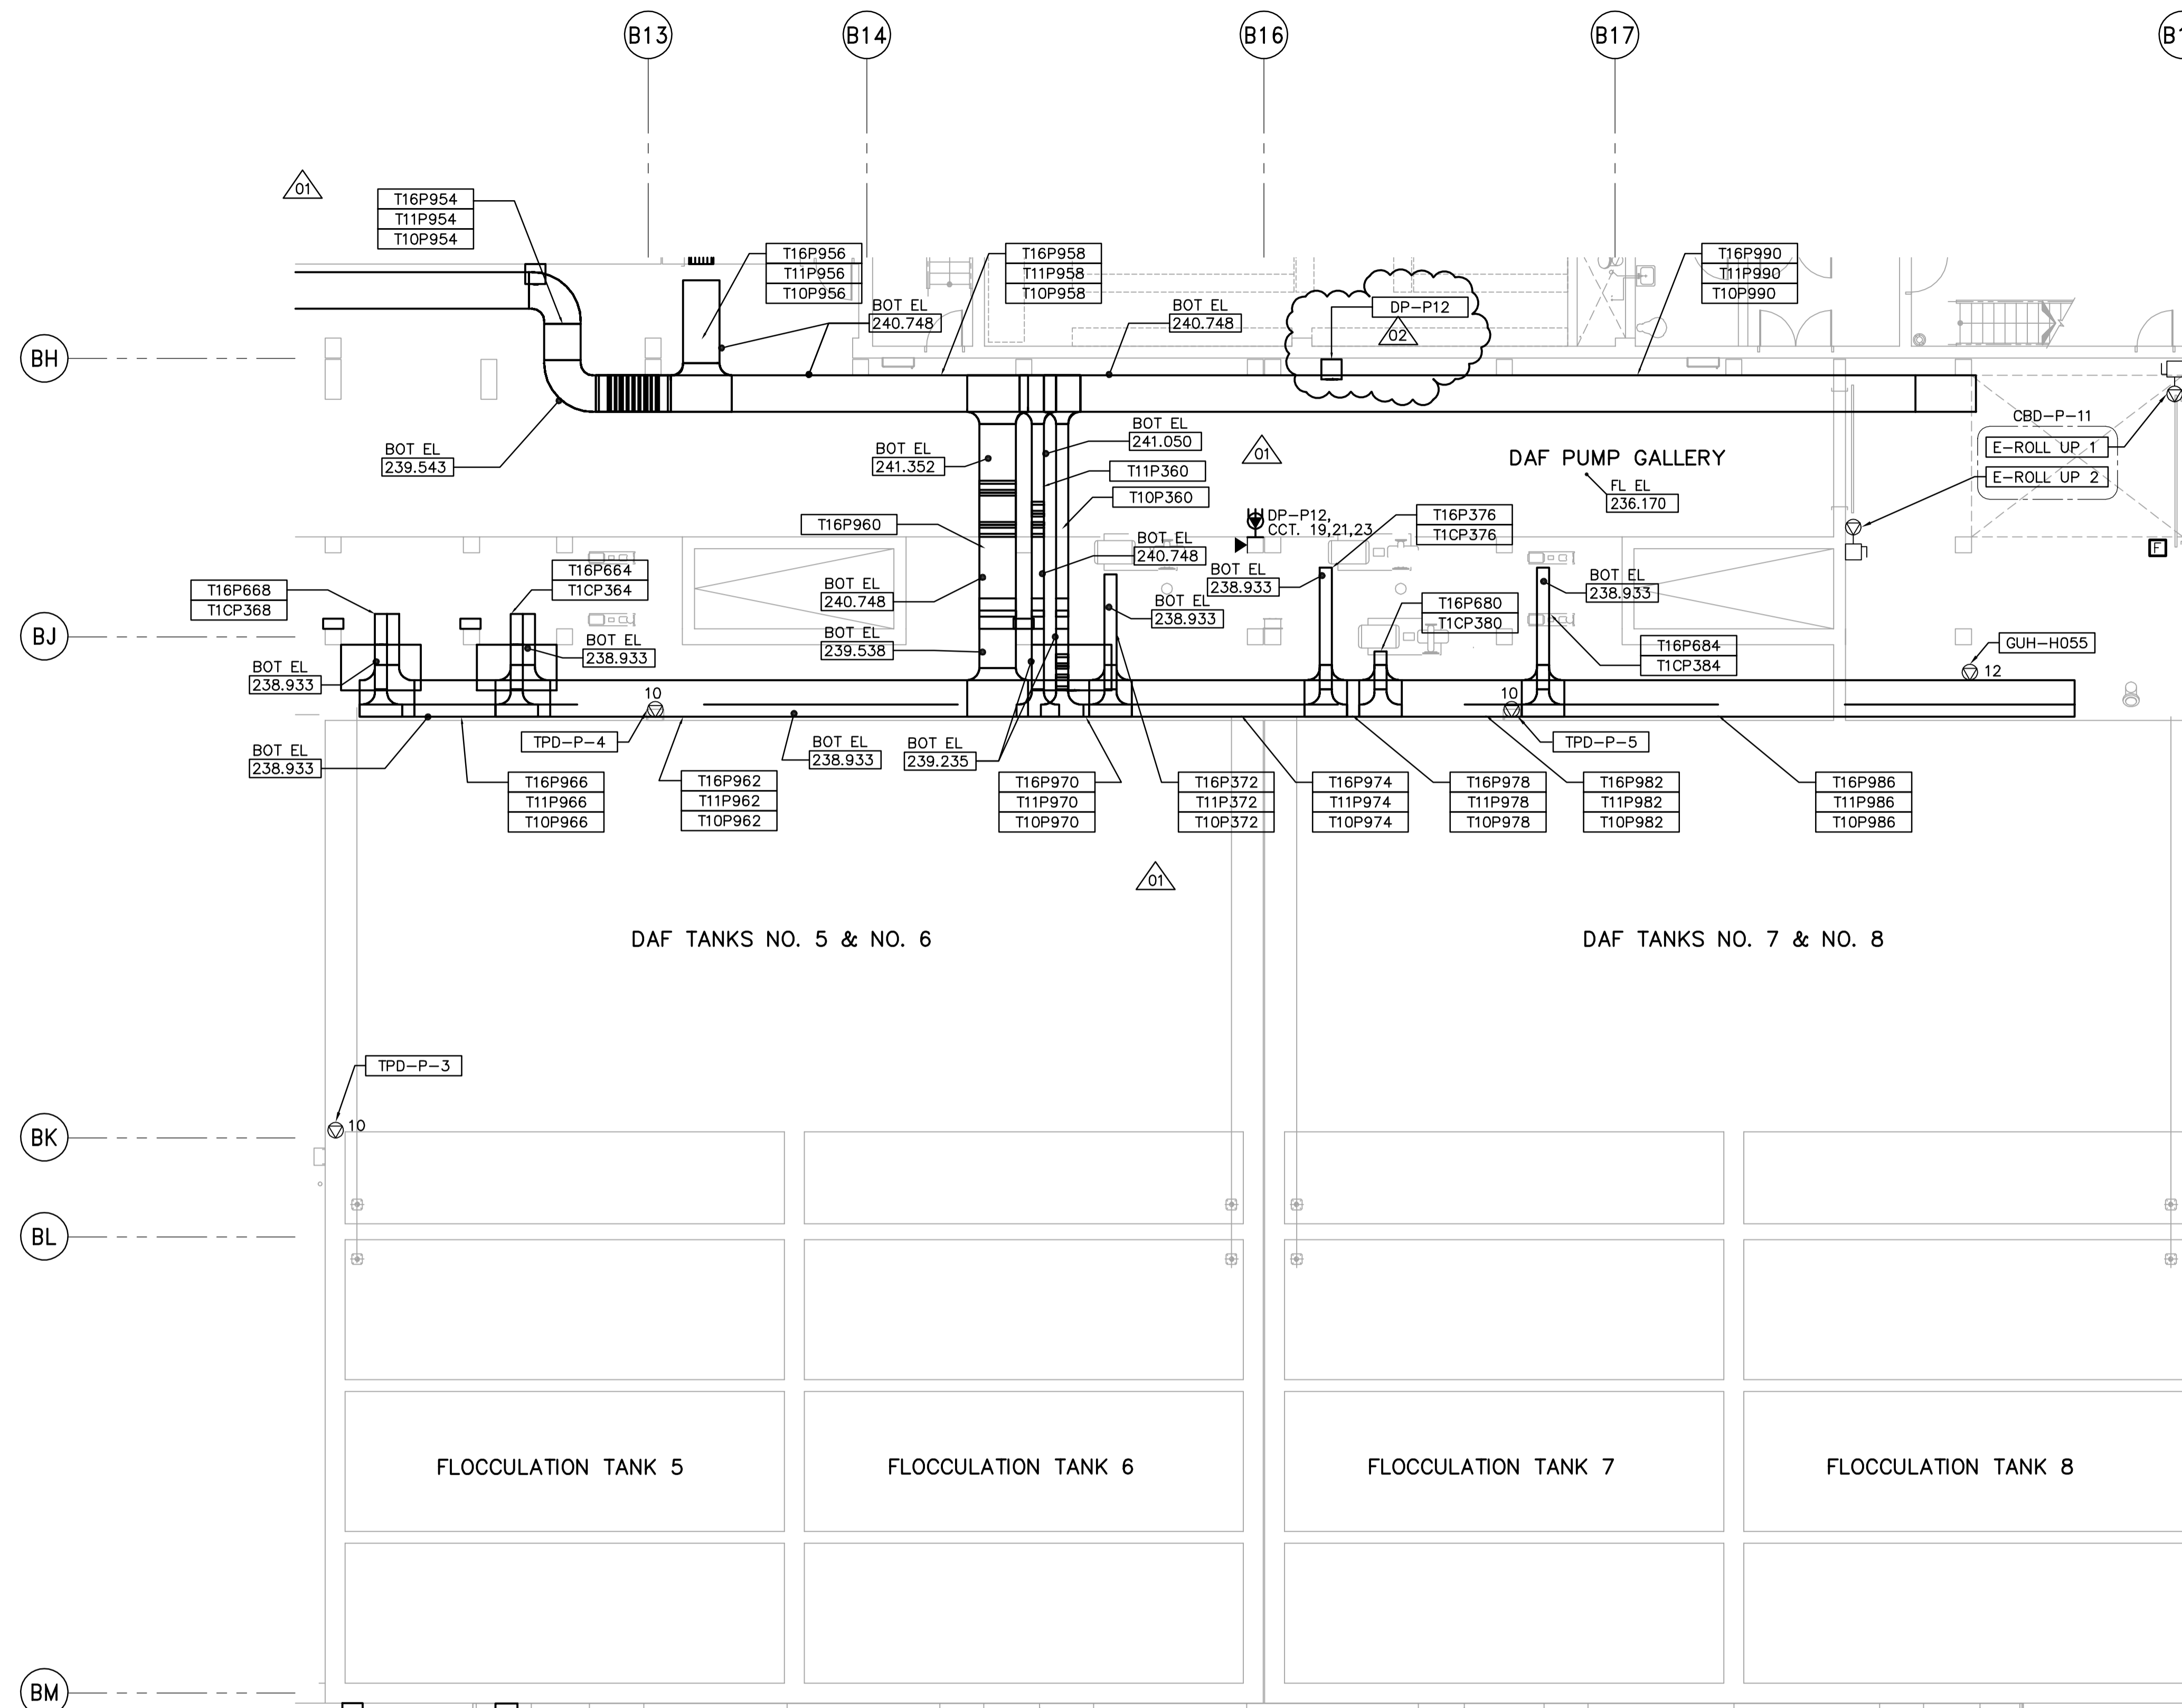 B13
B14
B16
B17
01
T16P954
T11P954
T10P954
T16P956
T11P956
T10P956
T16P958
T11P958
T10P958
T16P990
T11P990
T10P990
BOT EL
240.748
BOT EL
240.748
DP-P12
02
BH
CBD-P-11
E-ROLL UP 1
E-ROLL UP 2
BOT EL
239.543
BOT EL
241.352
BOT EL
241.050
01
DAF PUMP GALLERY
FL EL
236.170
T11P360
T10P360
T16P960
DP-P12,
CCT. 19,21,23
T16P376
T1CP376
BOT EL
240.748
F
T16P668
T1CP368
T16P664
T1CP364
BOT EL
240.748
BOT EL
238.933
BOT EL
238.933
BOT EL
238.933
T16P680
T1CP380
BJ
BOT EL
238.933
BOT EL
239.538
T16P684
T1CP384
GUH-H055
12
BOT EL
238.933
10
10
TPD-P-4
TPD-P-5
BOT EL
238.933
BOT EL
238.933
BOT EL
239.235
T16P966
T11P966
T10P966
T16P962
T11P962
T10P962
T16P970
T11P970
T10P970
T16P372
T11P372
T10P372
T16P974
T11P974
T10P974
T16P978
T11P978
T10P978
T16P982
T11P982
T10P982
T16P986
T11P986
T10P986
01
DAF TANKS NO. 5 & NO. 6
DAF TANKS NO. 7 & NO. 8
TPD-P-3
10
BK
BL
FLOCCULATION TANK 5
FLOCCULATION TANK 6
FLOCCULATION TANK 7
FLOCCULATION TANK 8
BM